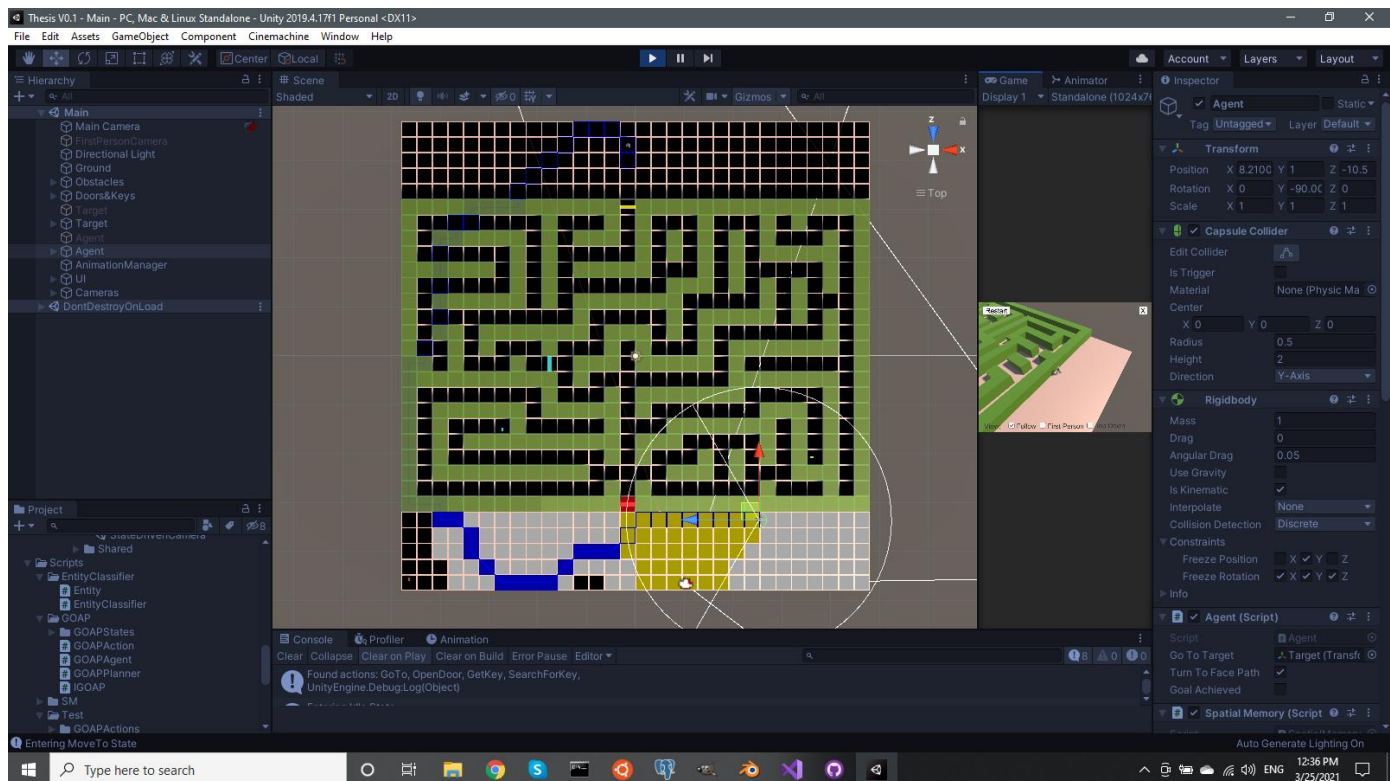 Thesis V0.1 - Main - PC, Mac & Linux Standalone - Unity 2019.4.17f1 Personal <DX11>
File Edit Assets GameObject Component Cinemachine Window Help
Center Local Account Layers Layout
Hierarchy
All
Main
Main Camera
FirstPersonCamera
Directional Light
Ground
Obstacles
Doors&Keys
Target
Target
Agent
Agent
AnimationManager
UI
Cameras
DontDestroyOnLoad
Project
8
StateDrivenCamera
Shared
Scripts
EntityClassifier
Entity
EntityClassifier
GOAP
GOAPStates
GOAPAction
GOAPAgent
GOAPPlanner
IGOAP
SM
Test
GOAPActions
Scene
Shaded 2D 0 Gizmos All
z
x
Top
Console Profiler Animation
Clear Collapse Clear on Play Clear on Build Error Pause Editor 8 0 0
Found actions: GoTo, OpenDoor, GetKey, SearchForKey,
UnityEngine.Debug:Log(Object)
Entering Idle State
Game Animator
Display 1 Standalone (1024x76
Restart X
View: Follow First Person
Inspector
Agent Static
Tag Untagged Layer Default
Transform
Position X 8.2100 Y 1 Z -10.5
Rotation X 0 Y -90.00 Z 0
Scale X 1 Y 1 Z 1
Capsule Collider
Edit Collider
Is Trigger
Material None (Physic Ma
Center
X 0 Y 0 Z 0
Radius 0.5
Height 2
Direction Y-Axis
Rigidbody
Mass 1
Drag 0
Angular Drag 0.05
Use Gravity
Is Kinematic
Interpolate None
Collision Detection Discrete
Constraints
Freeze Position X Y Z
Freeze Rotation X Y Z
Info
Agent (Script)
Script Agent
Go To Target Target (Transfo
Turn To Face Path
Goal Achieved
Spatial Memory (Script
Entering MoveTo State
Auto Generate Lighting On
Type here to search
ENG
12:36 PM
3/25/2021